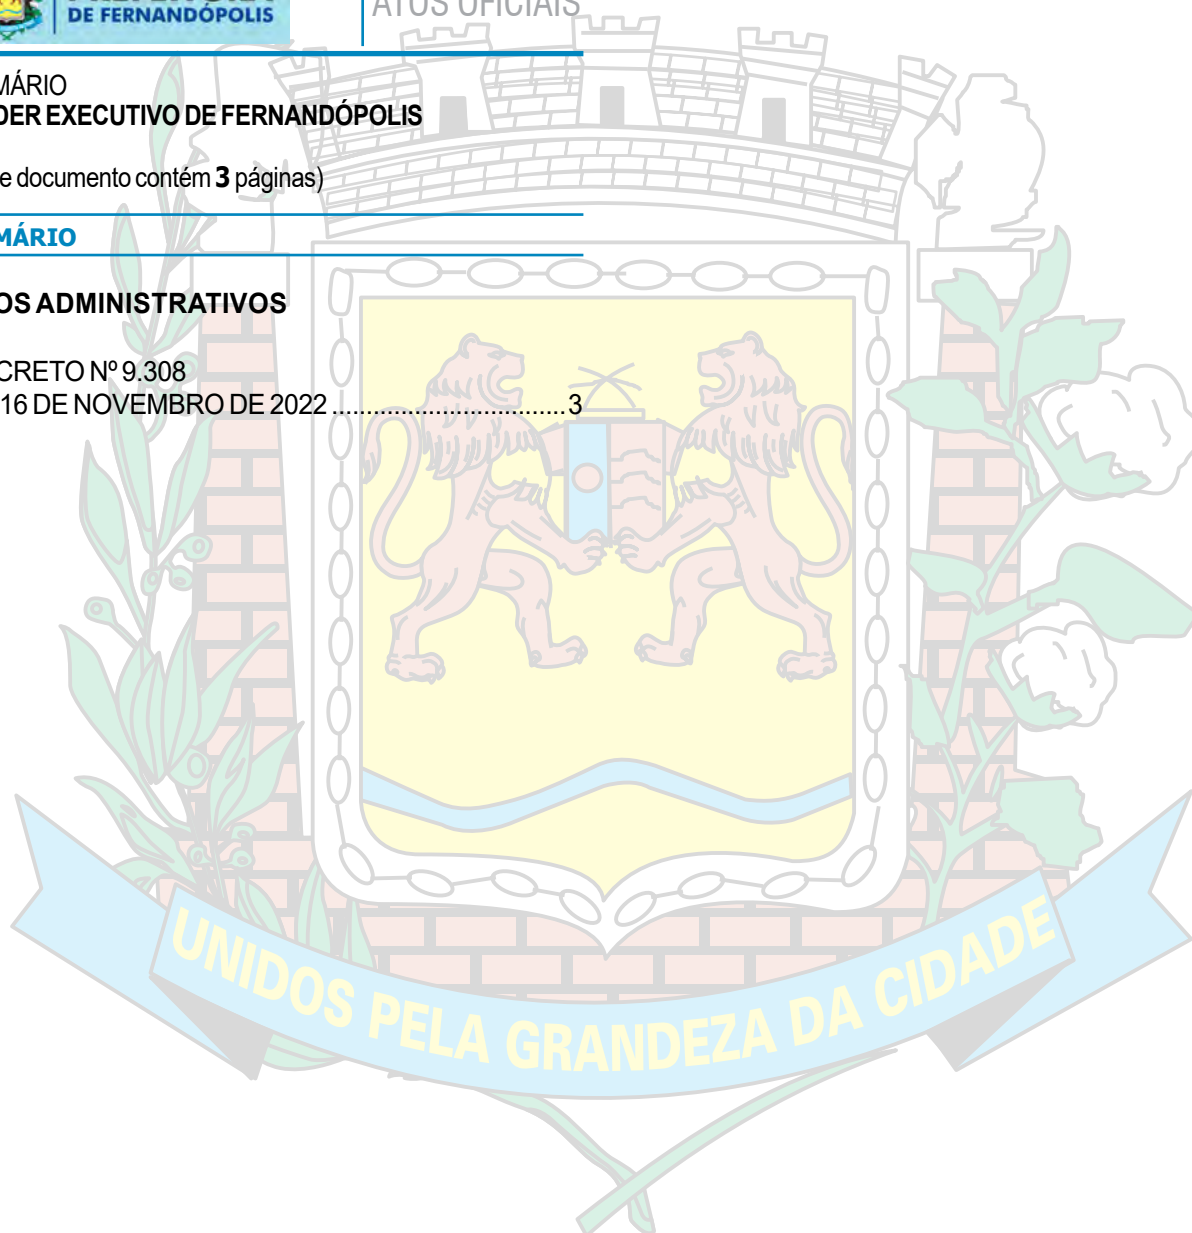 DE FERNANDÓPOLIS
ATOS OFICIAIS
MÁRIO
DER EXECUTIVO DE FERNANDÓPOLIS
e documento contém 3 páginas)
MÁRIO
OS ADMINISTRATIVOS
CRETO Nº 9.308
16 DE NOVEMBRO DE 2022 .................................. 3
UNIDOS PELA GRANDEZA DA CIDADE